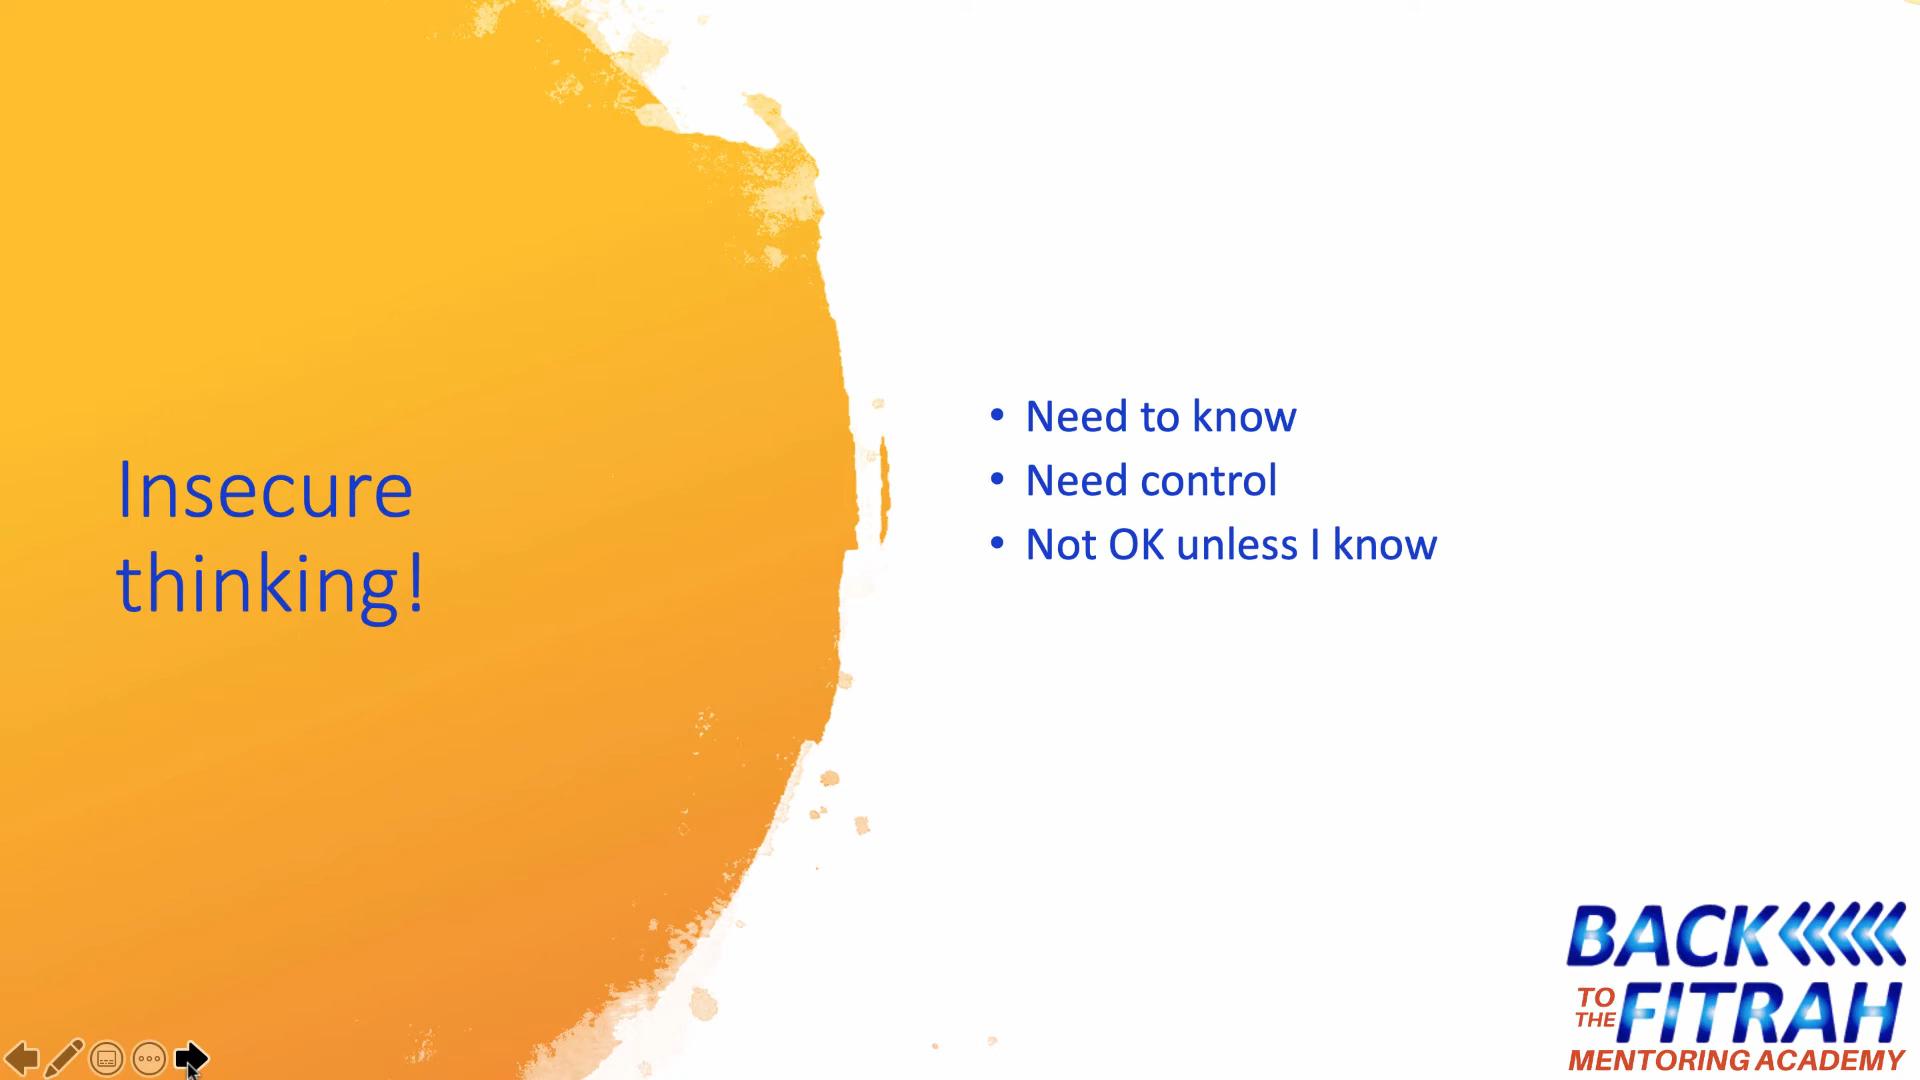 Insecure
thinking!
• Need to know
• Need control
• Not OK unless I know
BACK
TO THE FITRAH
MENTORING ACADEMY